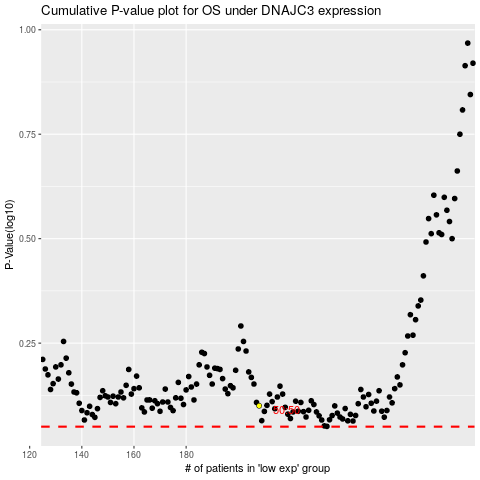 Cumulative P-value plot for OS under DNAJC3 expression
P-Value(log10)
1.00
0.75
0.50
0.25
120
140
160
180
# of patients in 'low exp' group